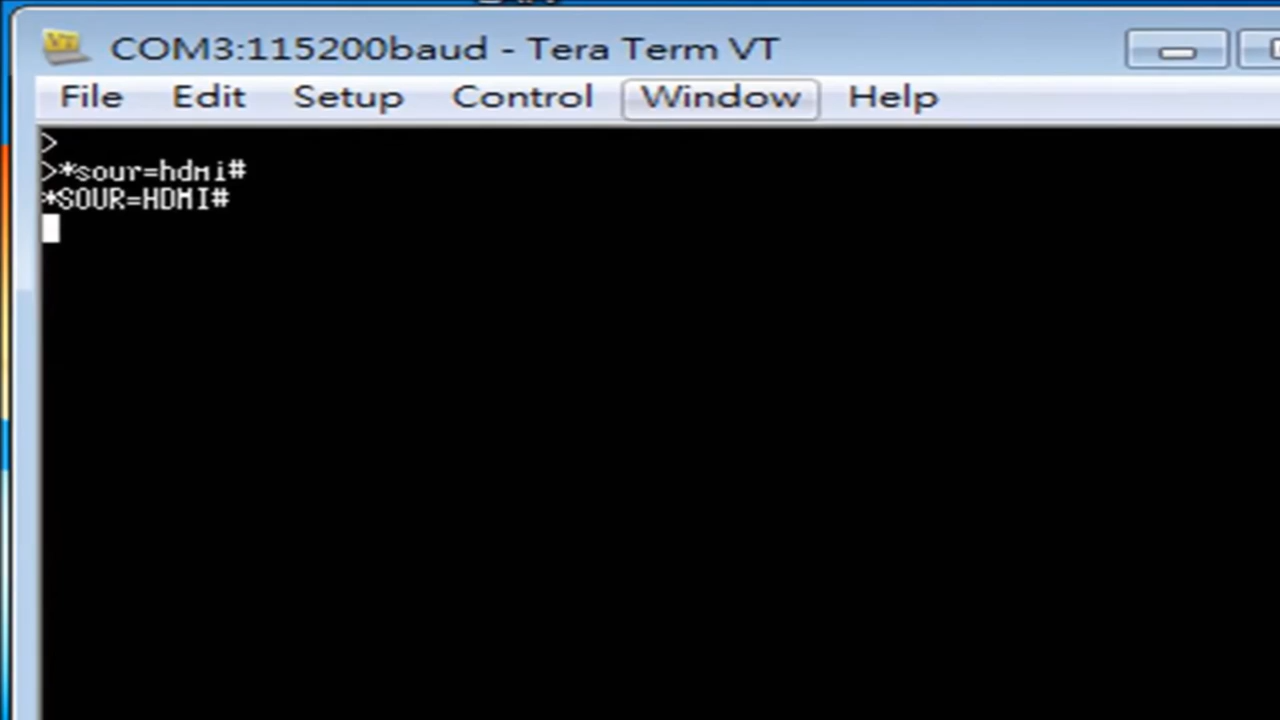 COM3:115200baud - Tera Term VT
File Edit Setup Control Window Help
>
>*sour=hdmi#
*SOUR=HDMI#